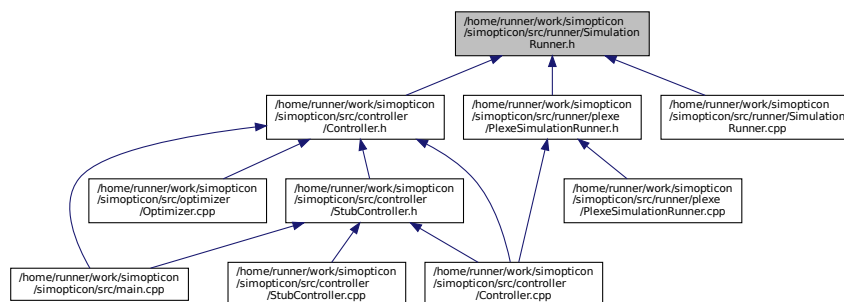 /home/runner/work/simopticon
/simopticon/src/runner/Simulation
Runner.h
/home/runner/work/simopticon
/simopticon/src/controller
/Controller.h
/home/runner/work/simopticon
/simopticon/src/runner/plexe
/PlexeSimulationRunner.h
/home/runner/work/simopticon
/simopticon/src/runner/Simulation
Runner.cpp
/home/runner/work/simopticon
/simopticon/src/optimizer
/Optimizer.cpp
/home/runner/work/simopticon
/simopticon/src/controller
/StubController.h
/home/runner/work/simopticon
/simopticon/src/runner/plexe
/PlexeSimulationRunner.cpp
/home/runner/work/simopticon
/simopticon/src/main.cpp
/home/runner/work/simopticon
/simopticon/src/controller
/StubController.cpp
/home/runner/work/simopticon
/simopticon/src/controller
/Controller.cpp